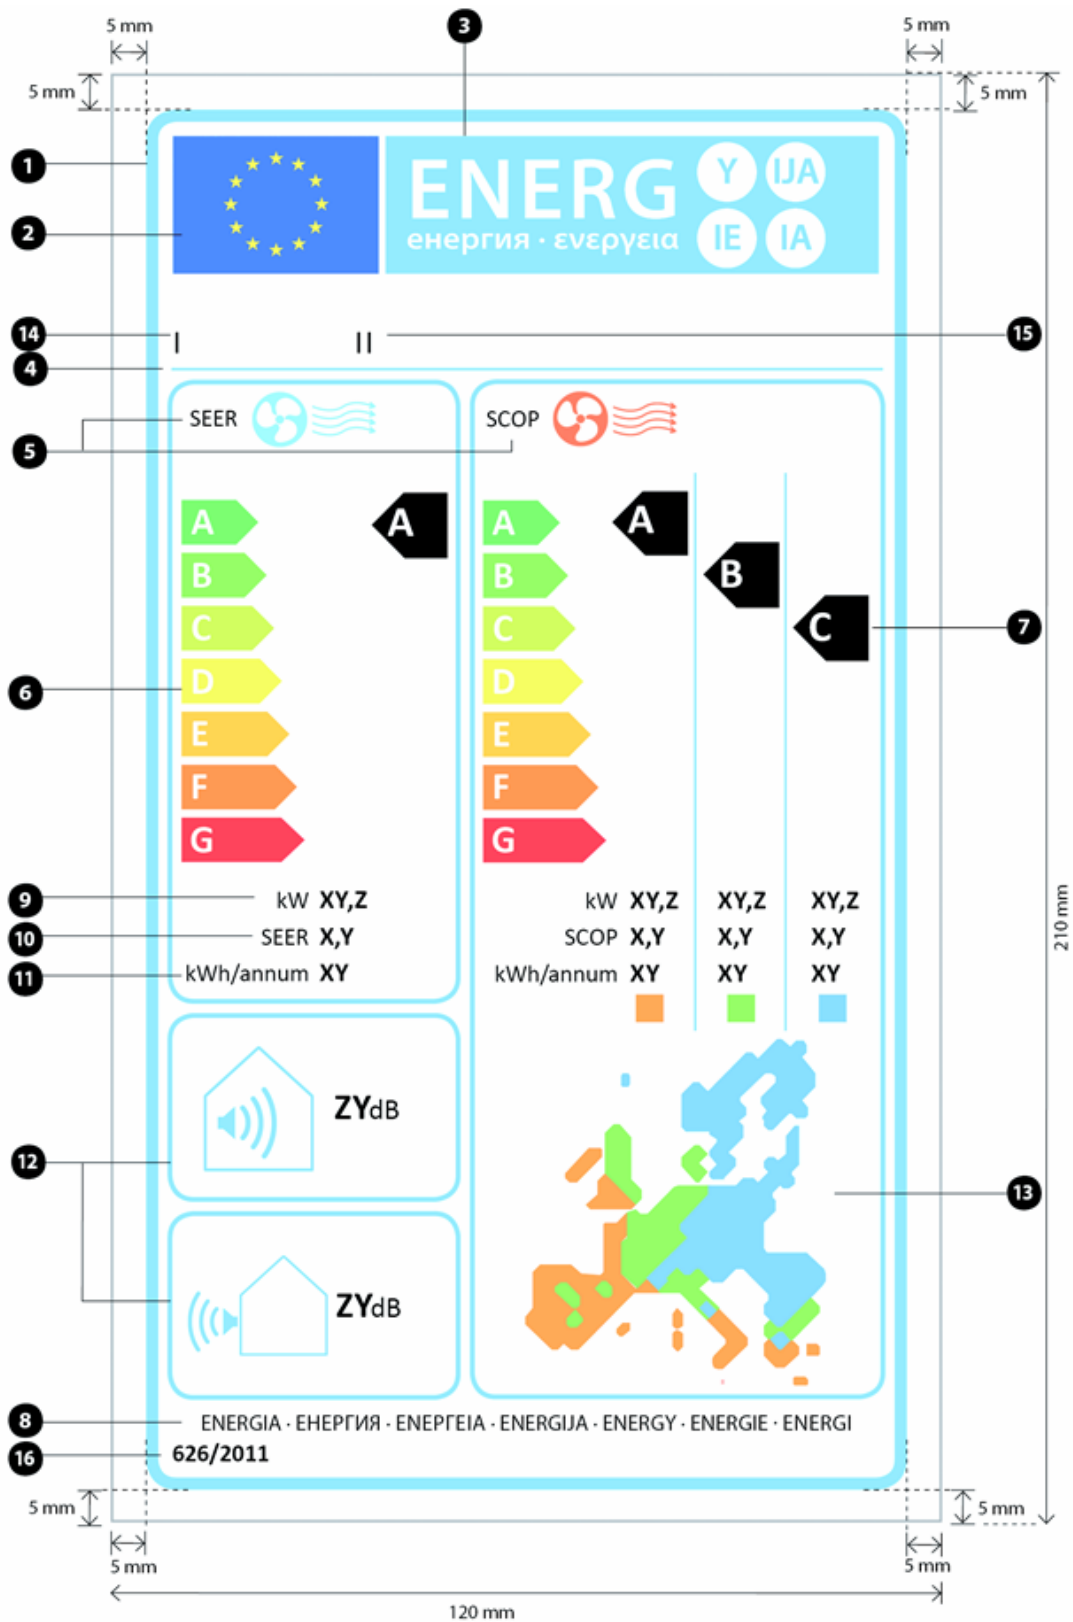 5 mm
3
5 mm
5 mm
5 mm
1
ENERG
Y IJA
2
енергия · ενεργεια
IE IA
14
I
II
15
4
SEER
SCOP
5
A
A
A
A
B
B
B
C
C
C
7
6
D
D
E
E
F
F
G
G
9
kW XY,Z
kW XY,Z XY,Z XY,Z
10
SEER X,Y
SCOP X,Y X,Y X,Y
11
kWh/annum XY
kWh/annum XY XY XY
210 mm
ZYdB
12
13
ZYdB
8
ENERGIA · ЕНЕРГИЯ · ΕΝΕΡΓΕΙΑ · ENERGIJA · ENERGY · ENERGIE · ENERGI
16
626/2011
5 mm
5 mm
5 mm
5 mm
120 mm